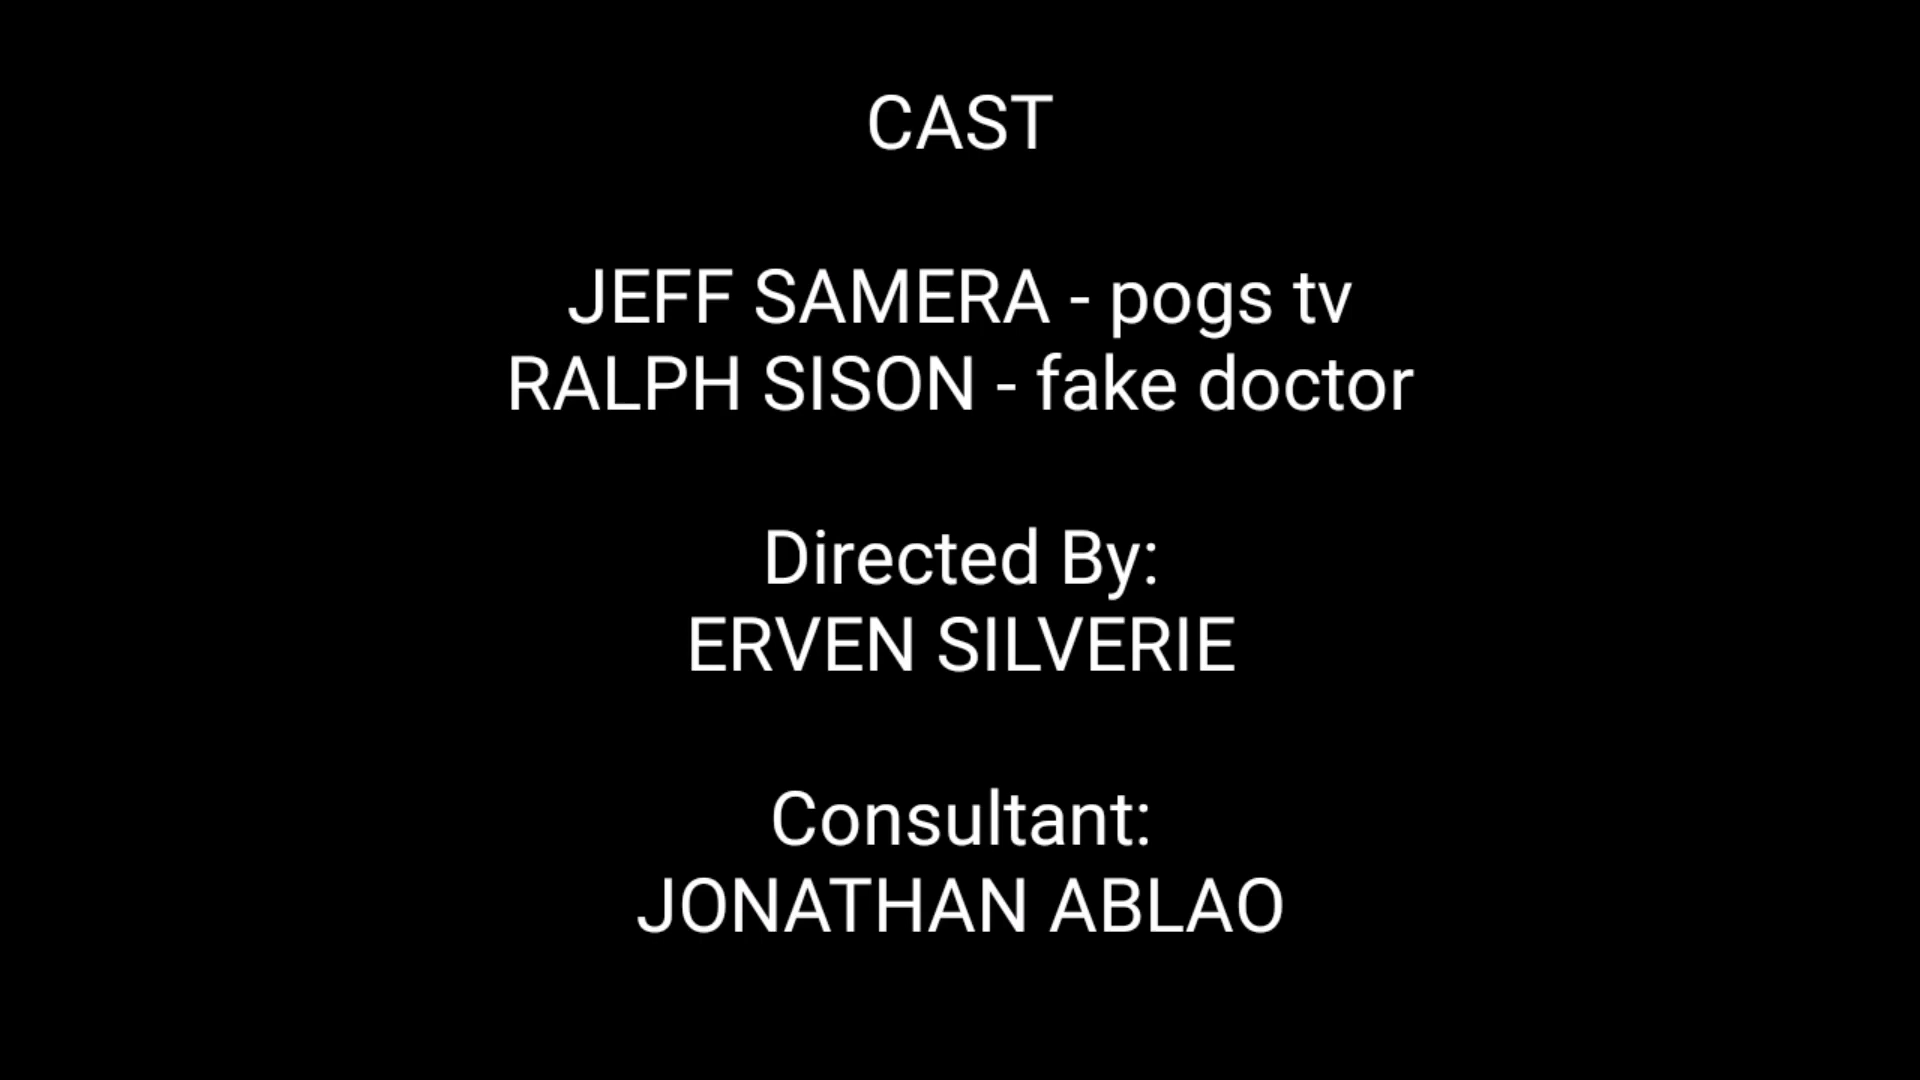 CAST
JEFF SAMERA - pogs tv
RALPH SISON - fake doctor
Directed By:
ERVEN SILVERIE
Consultant:
JONATHAN ABLAO